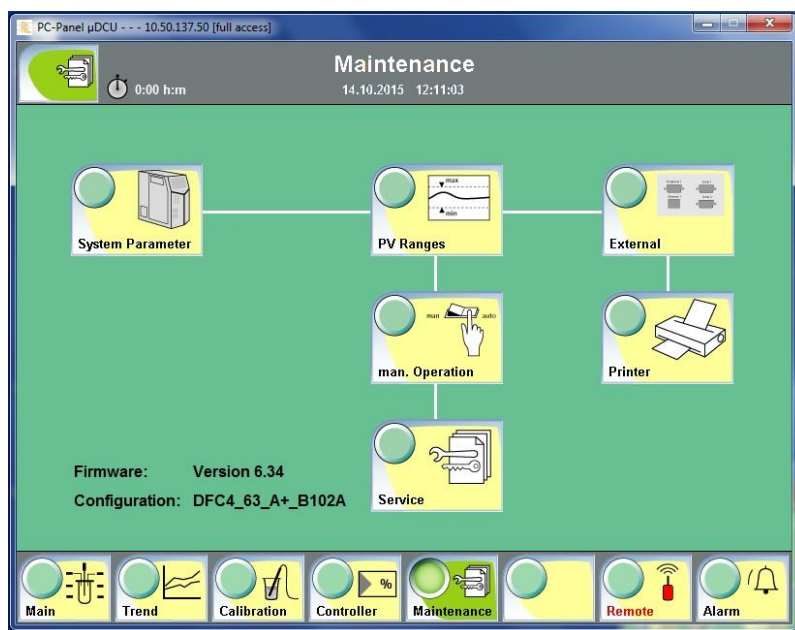 PC-Panel µDCU - - - 10.50.137.50 [full access]
Maintenance
0:00 h:m
14.10.2015 12:11:03
System Parameter
max
min
PV Ranges
External
man auto
man. Operation
Printer
Service
Firmware: Version 6.34
Configuration: DFC4_63_A+_B102A
Main
Trend
Calibration
%
Controller
Maintenance
Remote
Alarm